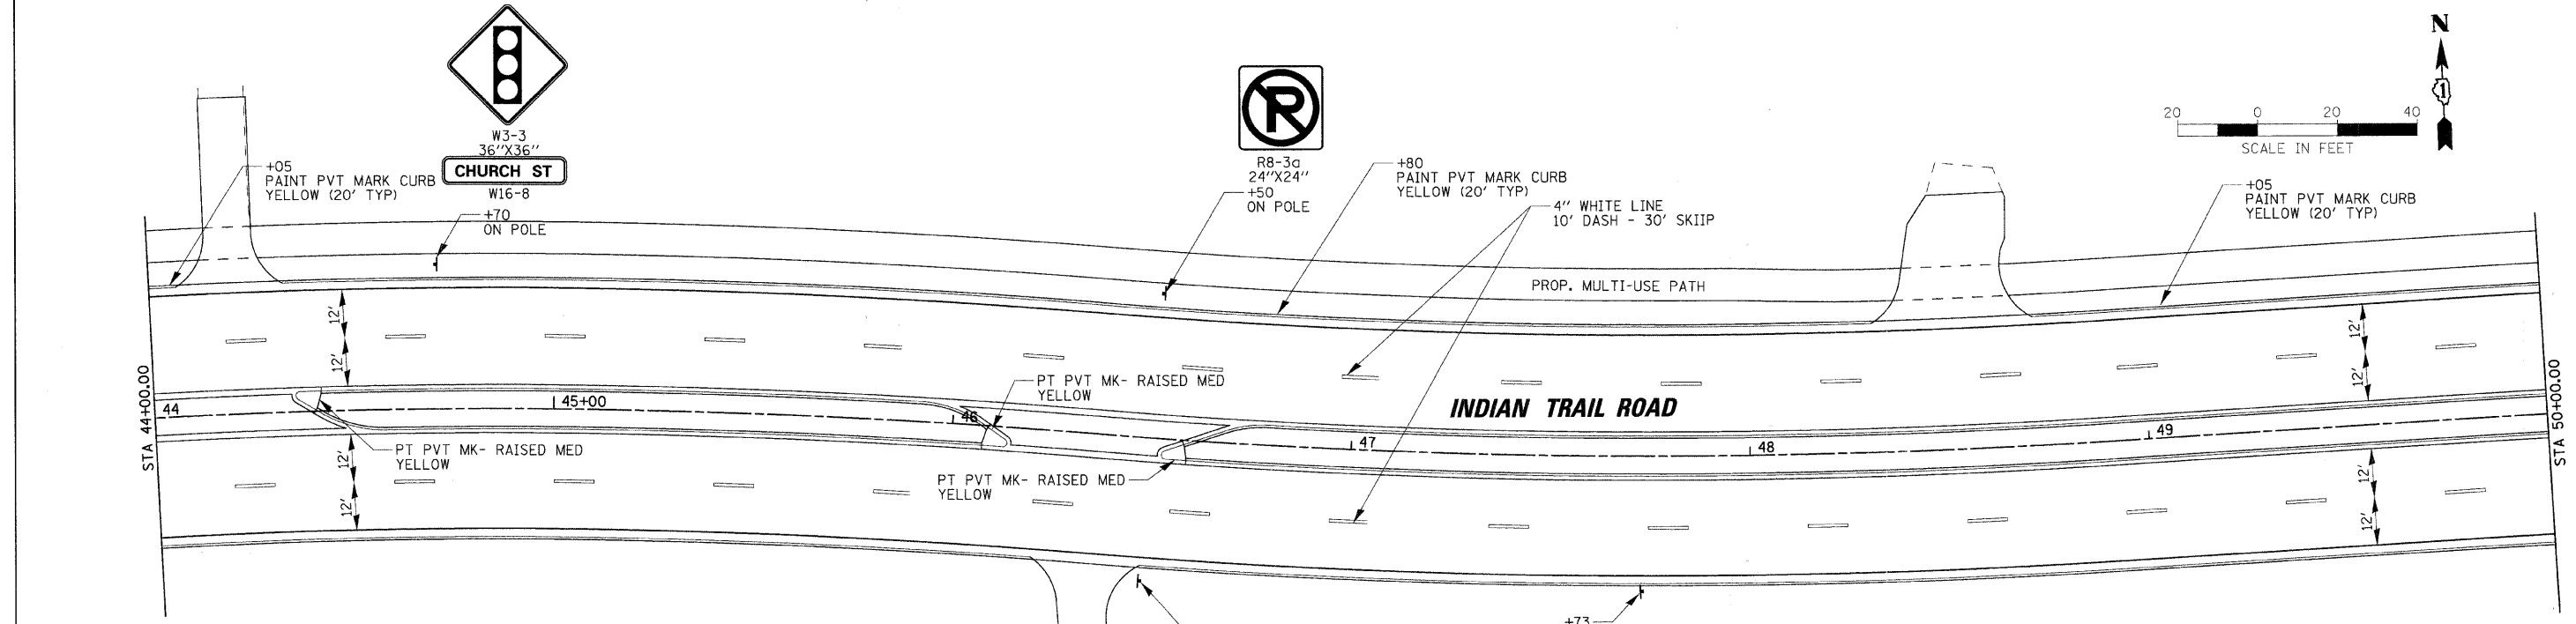 N
1
20 0 20 40
SCALE IN FEET
W3-3
36"X36"
CHURCH ST
W16-8
+70
ON POLE
+05
PAINT PVT MARK CURB
YELLOW (20' TYP)
R
R8-3a
24"X24"
+50
ON POLE
+80
PAINT PVT MARK CURB
YELLOW (20' TYP)
4" WHITE LINE
10' DASH - 30' SKIIP
+05
PAINT PVT MARK CURB
YELLOW (20' TYP)
PROP. MULTI-USE PATH
12'
12'
12'
12'
STA 44+00.00
44
45+00
46
PT PVT MK- RAISED MED
YELLOW
INDIAN TRAIL ROAD
47
48
49
STA 50+00.00
PT PVT MK- RAISED MED
YELLOW
PT PVT MK- RAISED MED
YELLOW
12'
12'
12'
12'
+73